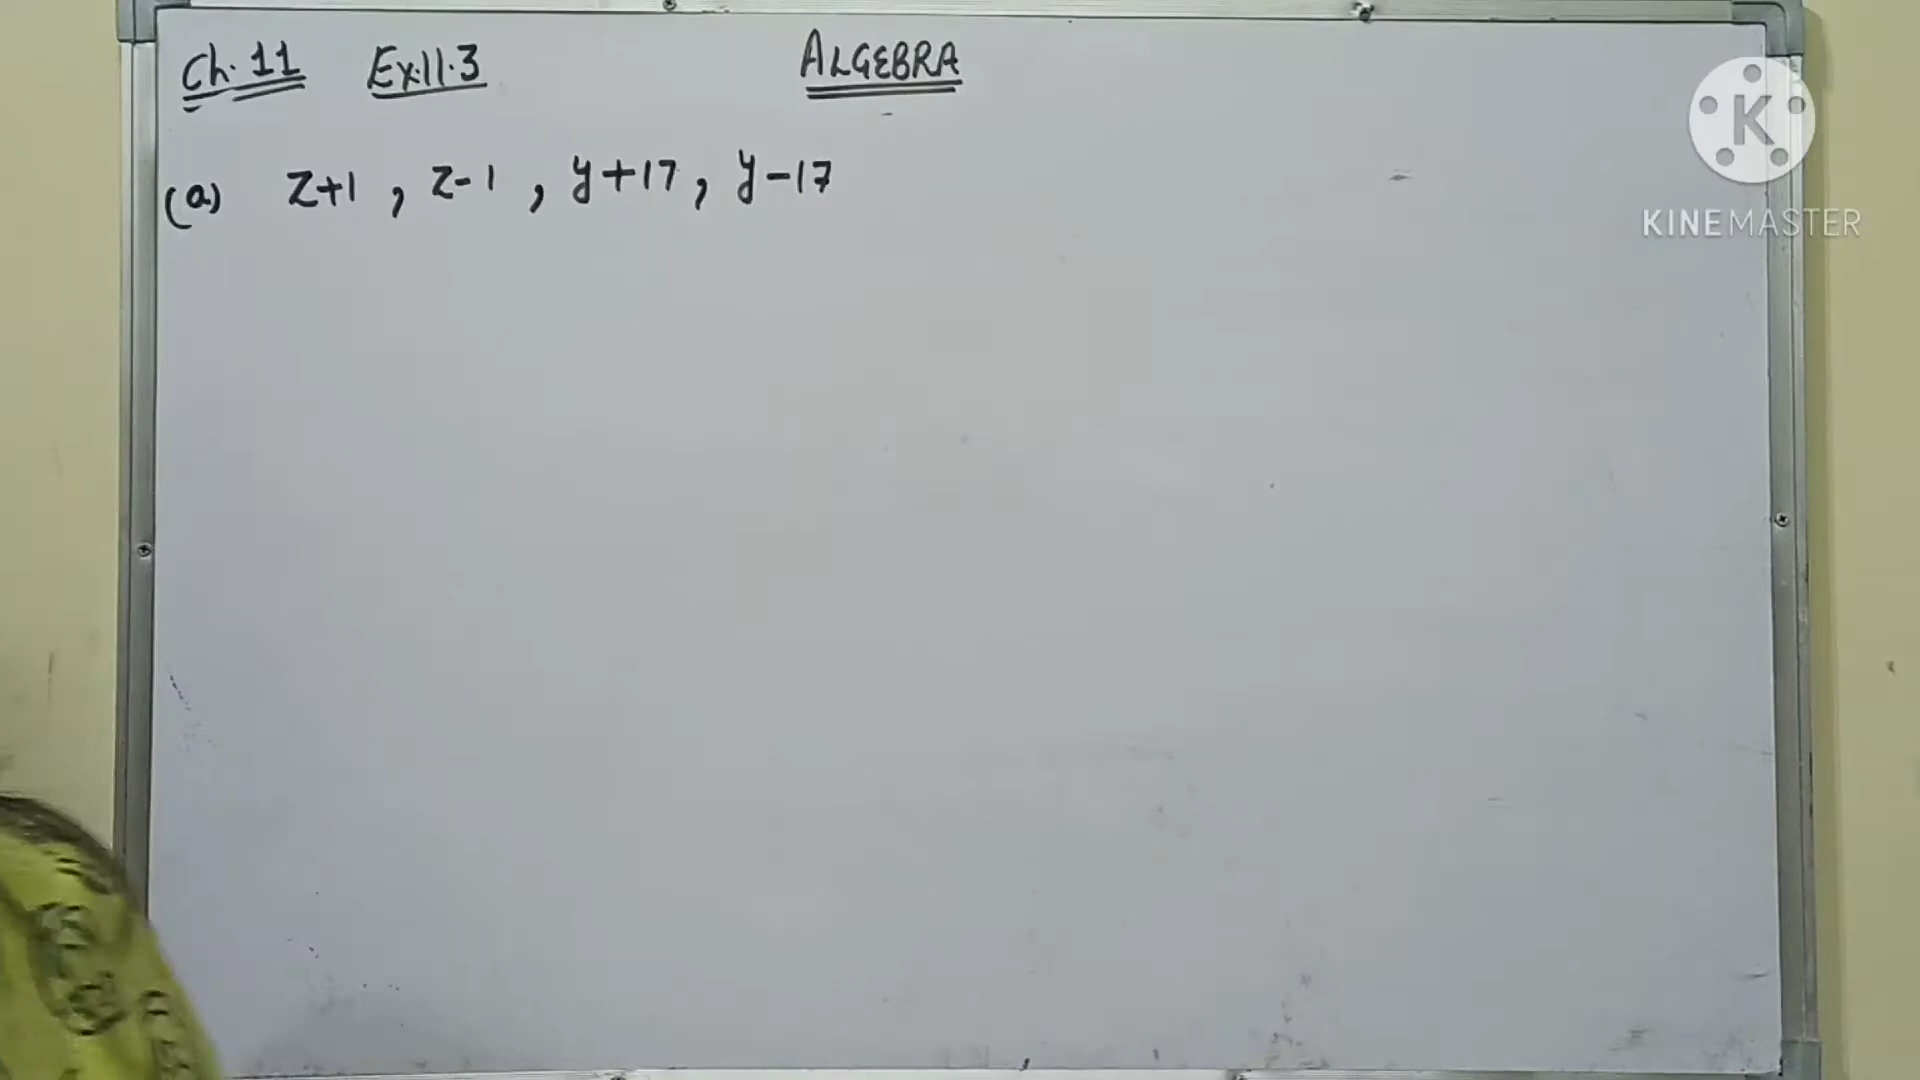 Ch. 11 Ex.11.3 ALGEBRA
(a) z+1 , z-1 , y+17 , y-17
K
KINEMASTER